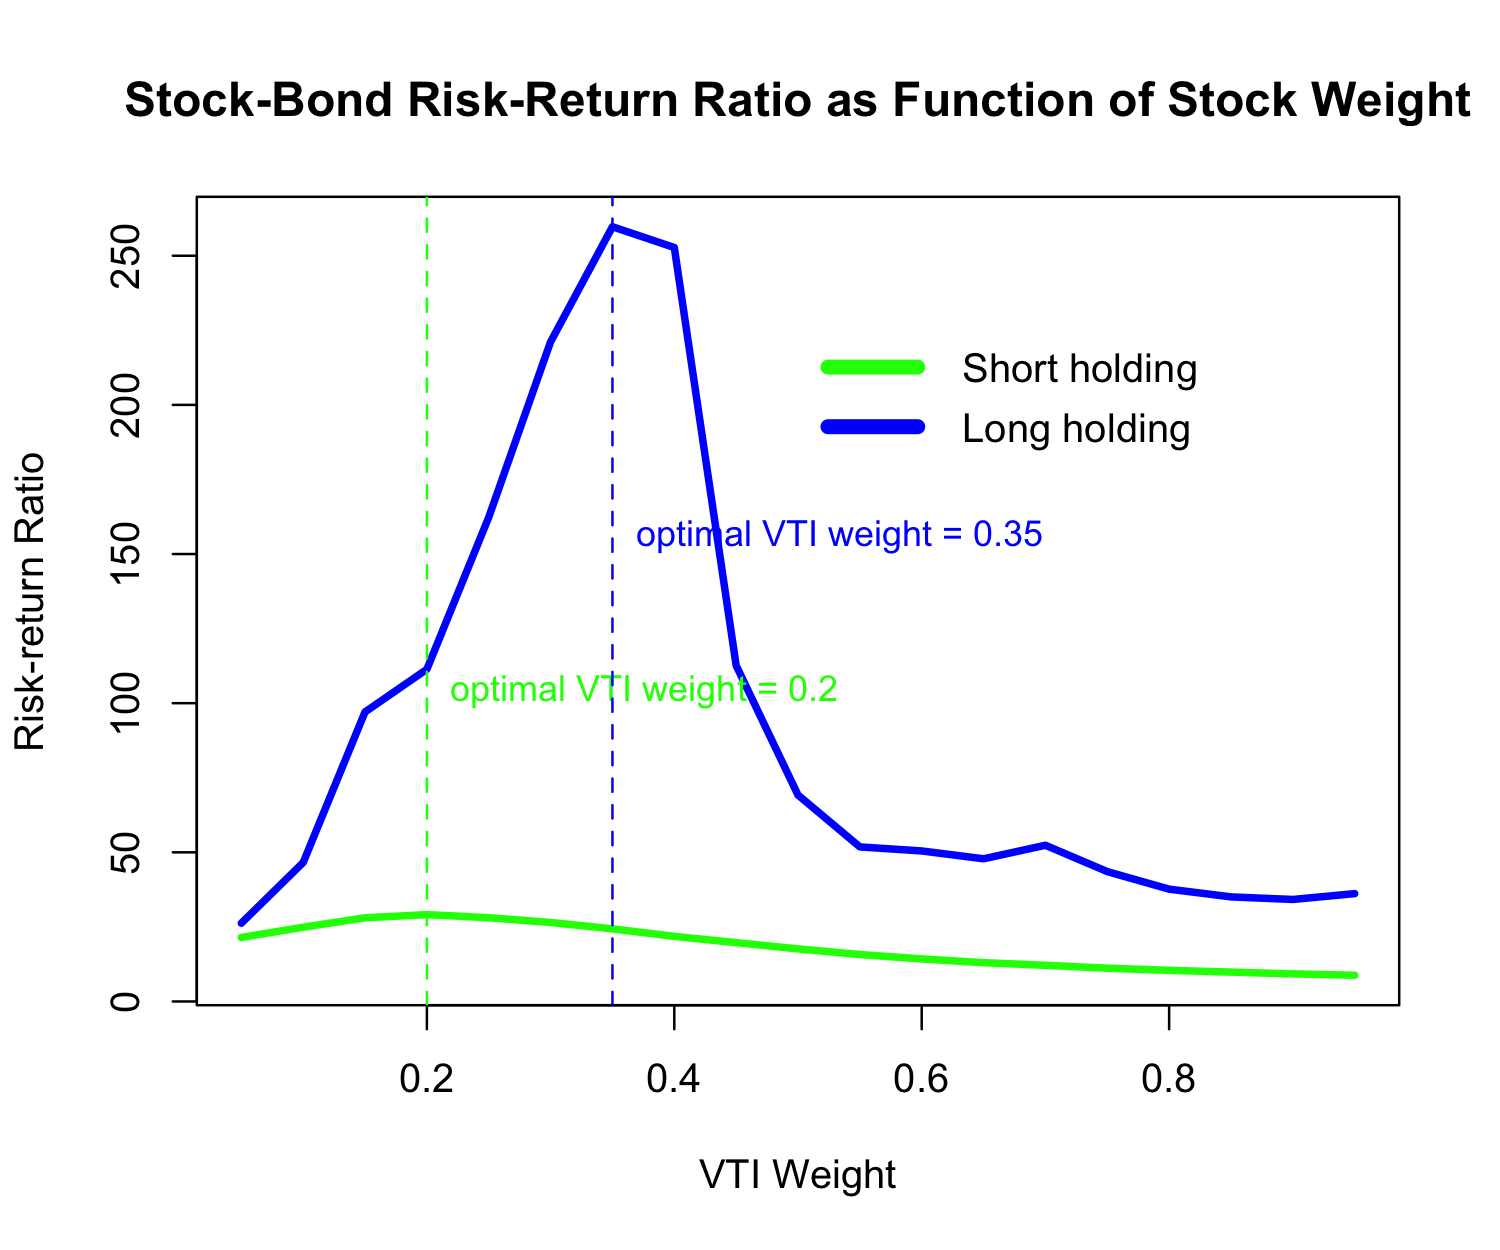 Stock-Bond Risk-Return Ratio as Function of Stock Weight
Risk-return Ratio
250
200
150
100
50
0
Short holding
Long holding
optimal VTI weight = 0.35
optimal VTI weight = 0.2
0.2 0.4 0.6 0.8
VTI Weight